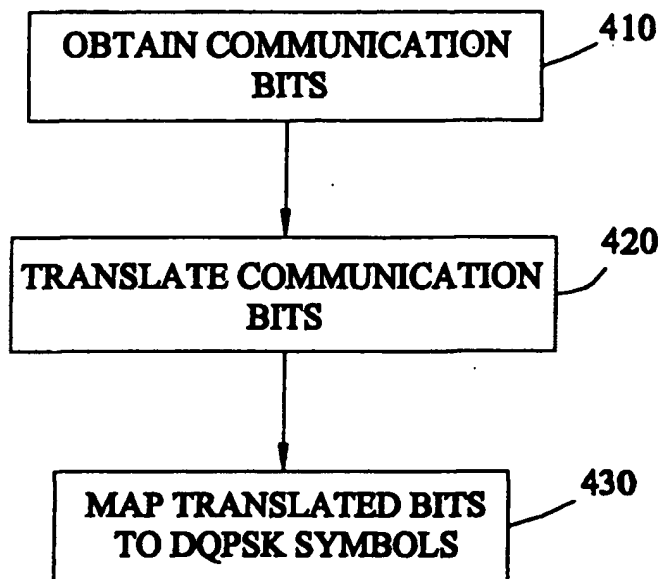 OBTAIN COMMUNICATION
BITS
410
TRANSLATE COMMUNICATION
BITS
420
MAP TRANSLATED BITS
TO DQPSK SYMBOLS
430